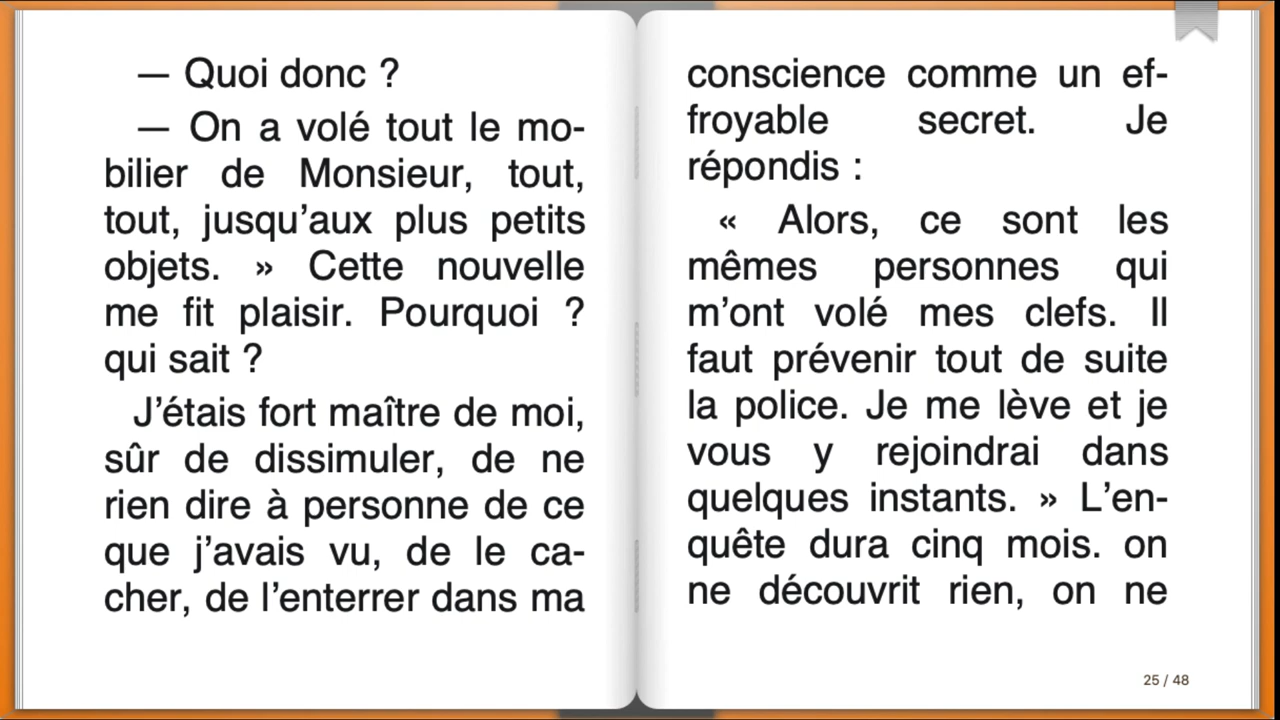 — Quoi donc ?
— On a volé tout le mo-
bilier de Monsieur, tout,
tout, jusqu’aux plus petits
objets. » Cette nouvelle
me fit plaisir. Pourquoi ?
qui sait ?
J’étais fort maître de moi,
sûr de dissimuler, de ne
rien dire à personne de ce
que j’avais vu, de le ca-
cher, de l’enterrer dans ma
conscience comme un ef-
froyable secret. Je
répondis :
« Alors, ce sont les
mêmes personnes qui
m’ont volé mes clefs. Il
faut prévenir tout de suite
la police. Je me lève et je
vous y rejoindrai dans
quelques instants. » L’en-
quête dura cinq mois. on
ne découvrit rien, on ne
25 / 48